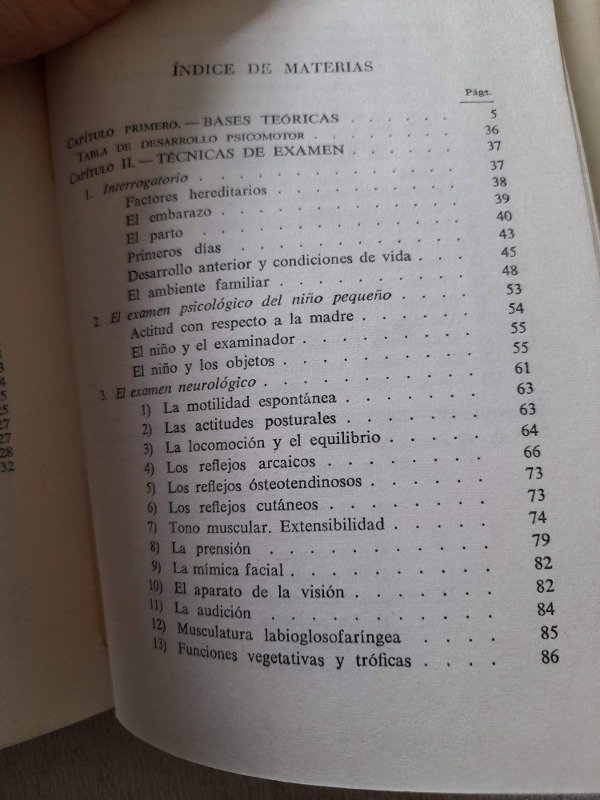 27
27
28
32
ÍNDICE DE MATERIAS
Págs.
CAPÍTULO PRIMERO. — BASES TEÓRICAS . . . . . . . 5
TABLA DE DESARROLLO PSICOMOTOR . . . . . . . . 36
CAPÍTULO II. — TÉCNICAS DE EXAMEN . . . . . . . 37
1. Interrogatorio . . . . . . . . . . . . 37
Factores hereditarios . . . . . . . . . 38
El embarazo . . . . . . . . . . . 39
El parto . . . . . . . . . . . . 40
Primeros días . . . . . . . . . . 43
Desarrollo anterior y condiciones de vida . . . . 45
El ambiente familiar . . . . . . . . . 48
2. El examen psicológico del niño pequeño . . . . 53
Actitud con respecto a la madre . . . . . . 54
El niño y el examinador . . . . . . . . 55
El niño y los objetos . . . . . . . . . 55
3. El examen neurológico . . . . . . . . . 61
1) La motilidad espontánea . . . . . . . 63
2) Las actitudes posturales . . . . . . . 63
3) La locomoción y el equilibrio . . . . . 64
4) Los reflejos arcaicos . . . . . . . . 66
5) Los reflejos ósteotendinosos . . . . . . 73
6) Los reflejos cutáneos . . . . . . . . 73
7) Tono muscular. Extensibilidad . . . . . 74
8) La prensión . . . . . . . . . . 79
9) La mímica facial . . . . . . . . . 82
10) El aparato de la visión . . . . . . . 82
11) La audición . . . . . . . . . . 84
12) Musculatura labioglosofaríngea . . . . 85
13) Funciones vegetativas y tróficas . . . . 86